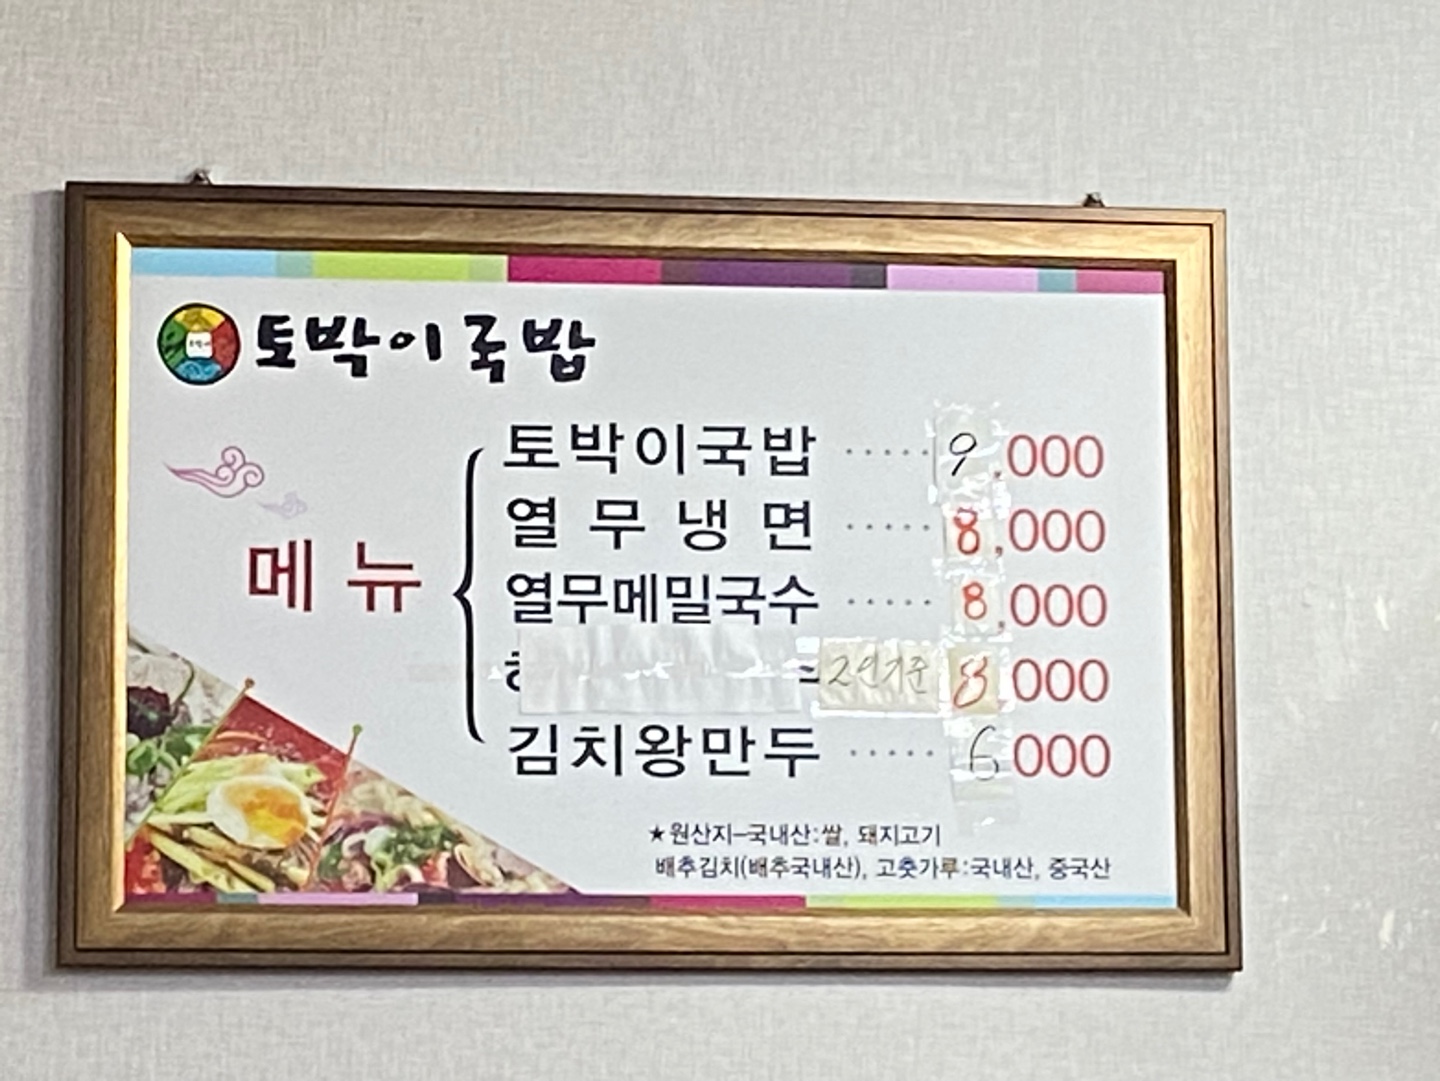 토박이국밥
메뉴
토박이국밥 ····· 9,000
열무냉면 ····· 8,000
열무메밀국수 ····· 8,000
2인기준 8,000
김치왕만두 ····· 6,000
★원산지-국내산:쌀, 돼지고기
배추김치(배추국내산), 고춧가루:국내산, 중국산